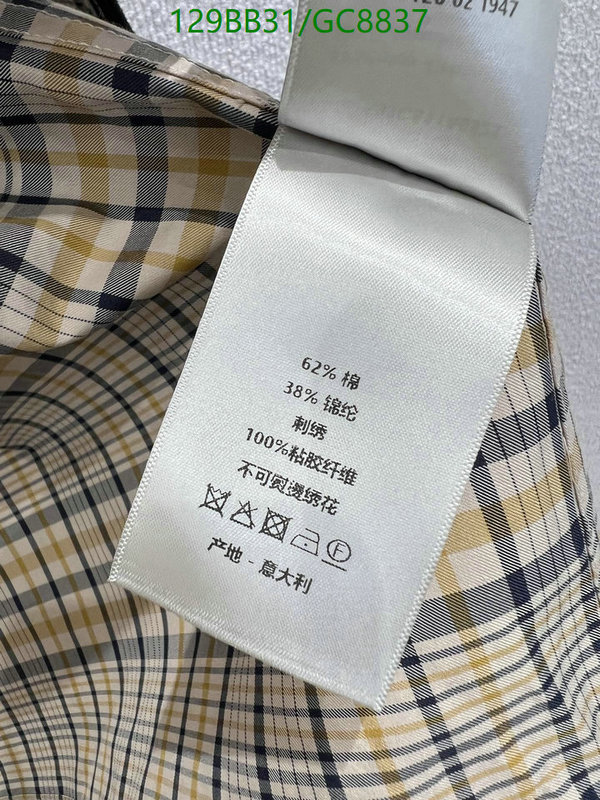 129BB31/GC8837
1947
62% 棉
38% 锦纶
刺绣
100%粘胶纤维
不可熨烫绣花
F
产地 - 意大利